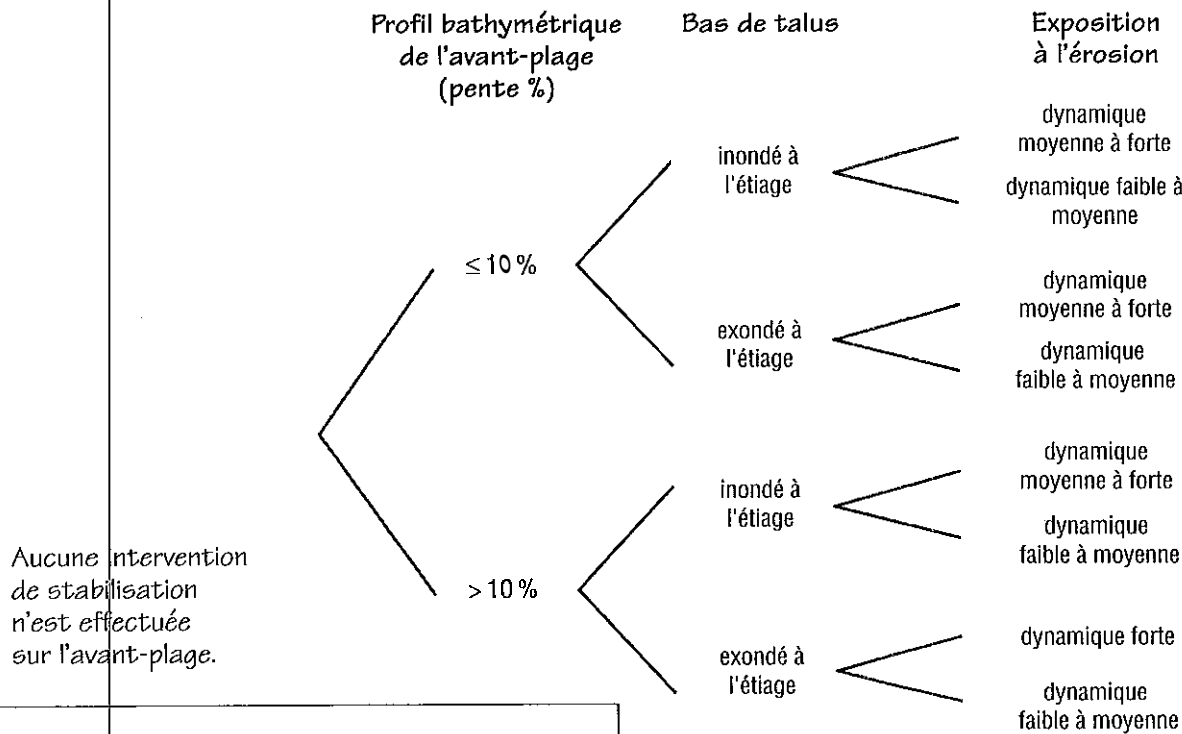 Profil bathymétrique
de l'avant-plage
(pente %)
Bas de talus
Exposition
à l'érosion
≤ 10 %
inondé à
l'étiage
dynamique
moyenne à forte
dynamique faible à
moyenne
exondé à
l'étiage
dynamique
moyenne à forte
dynamique
faible à moyenne
> 10 %
inondé à
l'étiage
dynamique
moyenne à forte
dynamique
faible à moyenne
exondé à
l'étiage
dynamique forte
dynamique
faible à moyenne
Aucune intervention
de stabilisation
n'est effectuée
sur l'avant-plage.